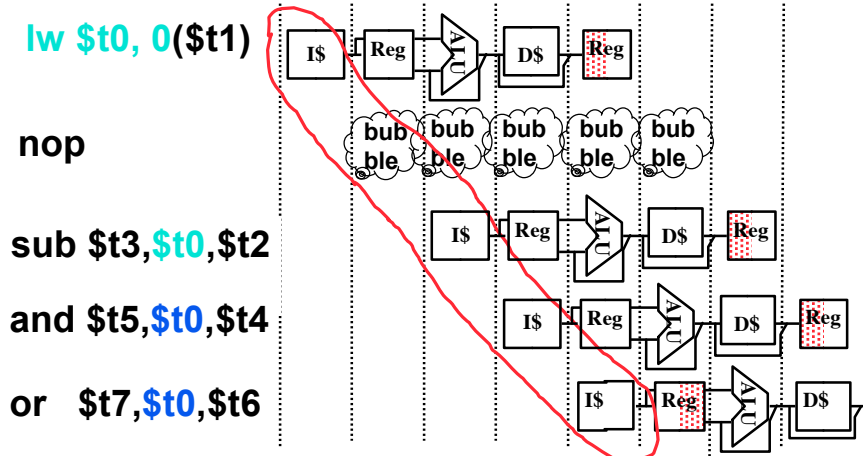 lw $t0, 0($t1)
I$ Reg ALU D$ Reg
nop
bub bub bub bub bub
ble ble ble ble ble
sub $t3,$t0,$t2
I$ Reg ALU D$ Reg
and $t5,$t0,$t4
I$ Reg ALU D$ Reg
or $t7,$t0,$t6
I$ Reg ALU D$